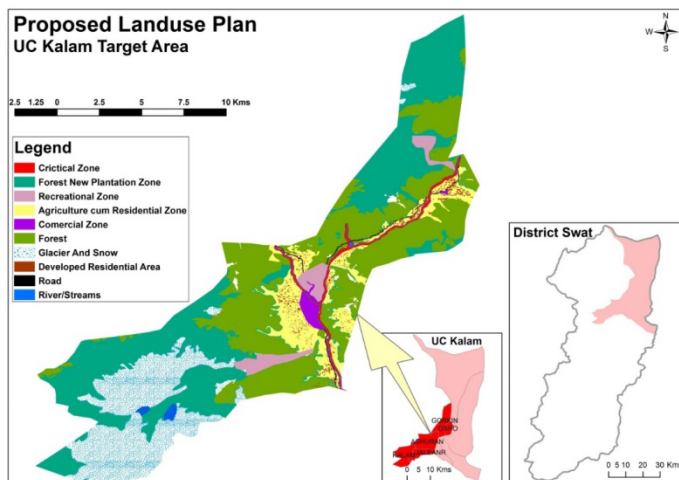 Proposed Landuse Plan
UC Kalam Target Area
N
W E
S
2.5 1.25 0 2.5 5 7.5 10 Kms
Legend
Crictical Zone
Forest New Plantation Zone
Recreational Zone
Agriculture cum Residential Zone
Comercial Zone
Forest
Glacier And Snow
Developed Residential Area
Road
River/Streams
District Swat
0 5 10 20 30 Kms
UC Kalam
0 5 10 Kms